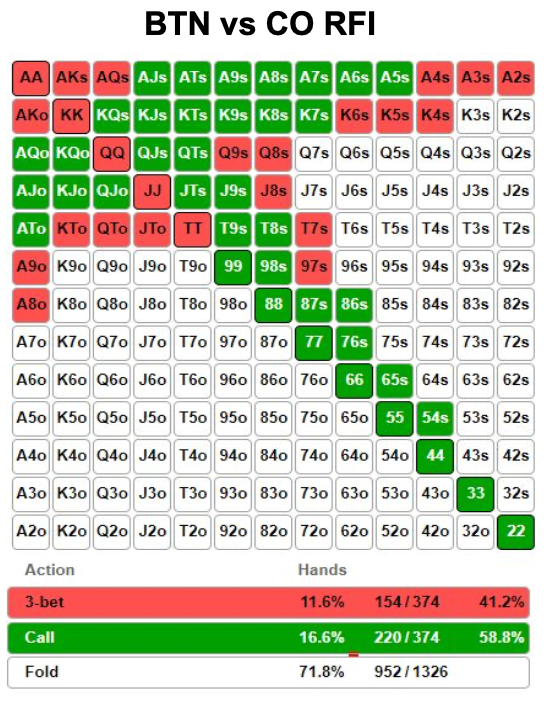 BTN vs CO RFI
AA AKs AQs AJs ATs A9s A8s A7s A6s A5s A4s A3s A2s
AKo KK KQs KJs KTs K9s K8s K7s K6s K5s K4s K3s K2s
AQo KQo QQ QJs QTs Q9s Q8s Q7s Q6s Q5s Q4s Q3s Q2s
AJo KJo QJo JJ JTs J9s J8s J7s J6s J5s J4s J3s J2s
ATo KTo QTo JTo TT T9s T8s T7s T6s T5s T4s T3s T2s
A9o K9o Q9o J9o T9o 99 98s 97s 96s 95s 94s 93s 92s
A8o K8o Q8o J8o T8o 98o 88 87s 86s 85s 84s 83s 82s
A7o K7o Q7o J7o T7o 97o 87o 77 76s 75s 74s 73s 72s
A6o K6o Q6o J6o T6o 96o 86o 76o 66 65s 64s 63s 62s
A5o K5o Q5o J5o T5o 95o 85o 75o 65o 55 54s 53s 52s
A4o K4o Q4o J4o T4o 94o 84o 74o 64o 54o 44 43s 42s
A3o K3o Q3o J3o T3o 93o 83o 73o 63o 53o 43o 33 32s
A2o K2o Q2o J2o T2o 92o 82o 72o 62o 52o 42o 32o 22
Action Hands
3-bet 11.6% 154/374 41.2%
Call 16.6% 220/374 58.8%
Fold 71.8% 952/1326